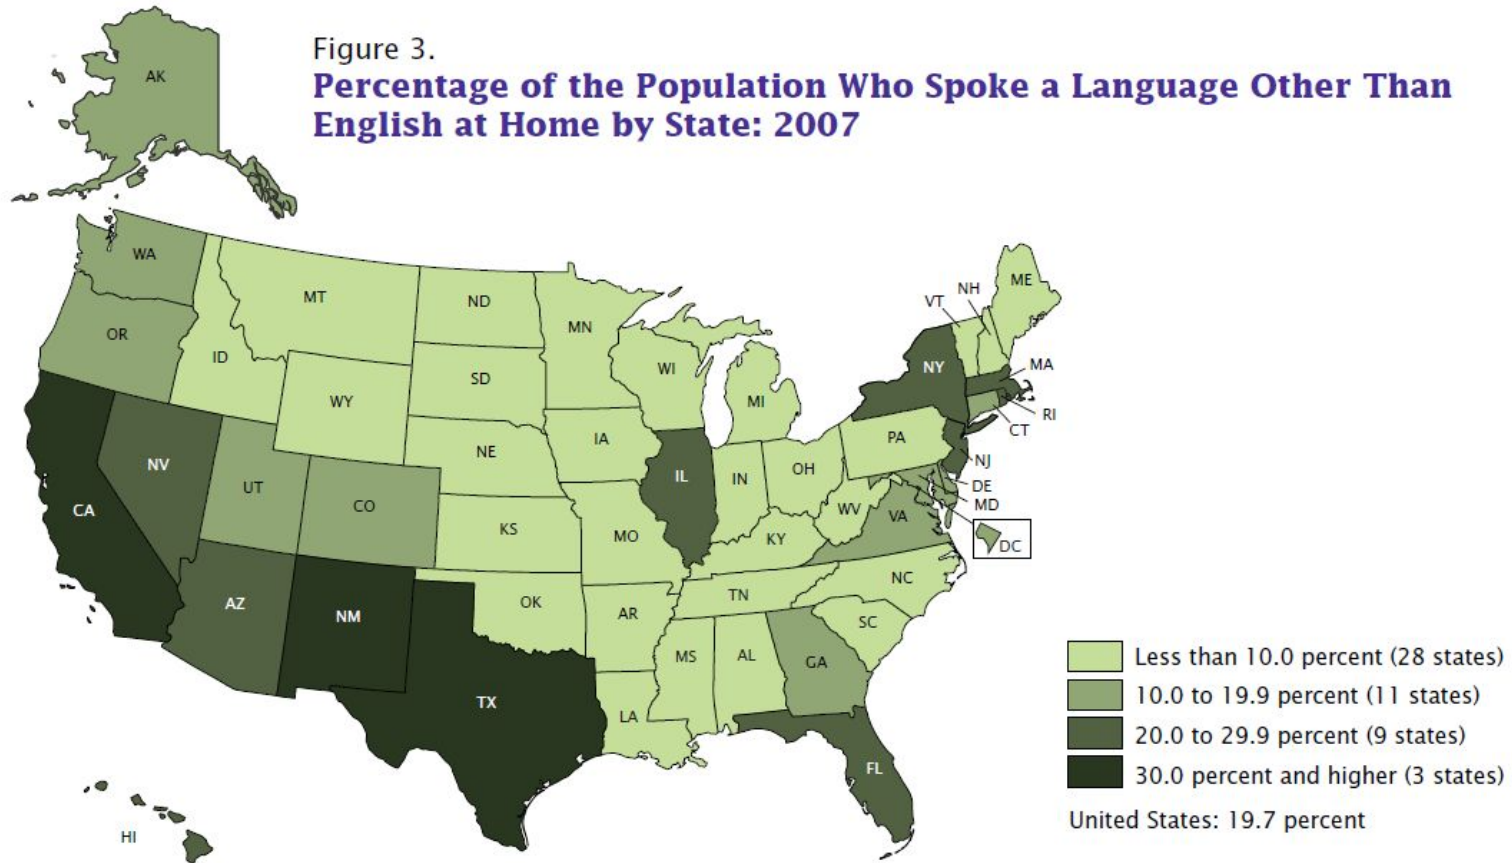 Figure 3.
Percentage of the Population Who Spoke a Language Other Than
English at Home by State: 2007
AK
WA
OR
CA
NV
ID
MT
WY
UT
AZ
CO
NM
ND
SD
NE
KS
OK
TX
MN
IA
MO
AR
LA
WI
IL
MI
IN
OH
KY
TN
MS
AL
GA
FL
SC
NC
VA
WV
PA
NY
VT
NH
ME
MA
RI
CT
NJ
DE
MD
DC
HI
Less than 10.0 percent (28 states)
10.0 to 19.9 percent (11 states)
20.0 to 29.9 percent (9 states)
30.0 percent and higher (3 states)
United States: 19.7 percent